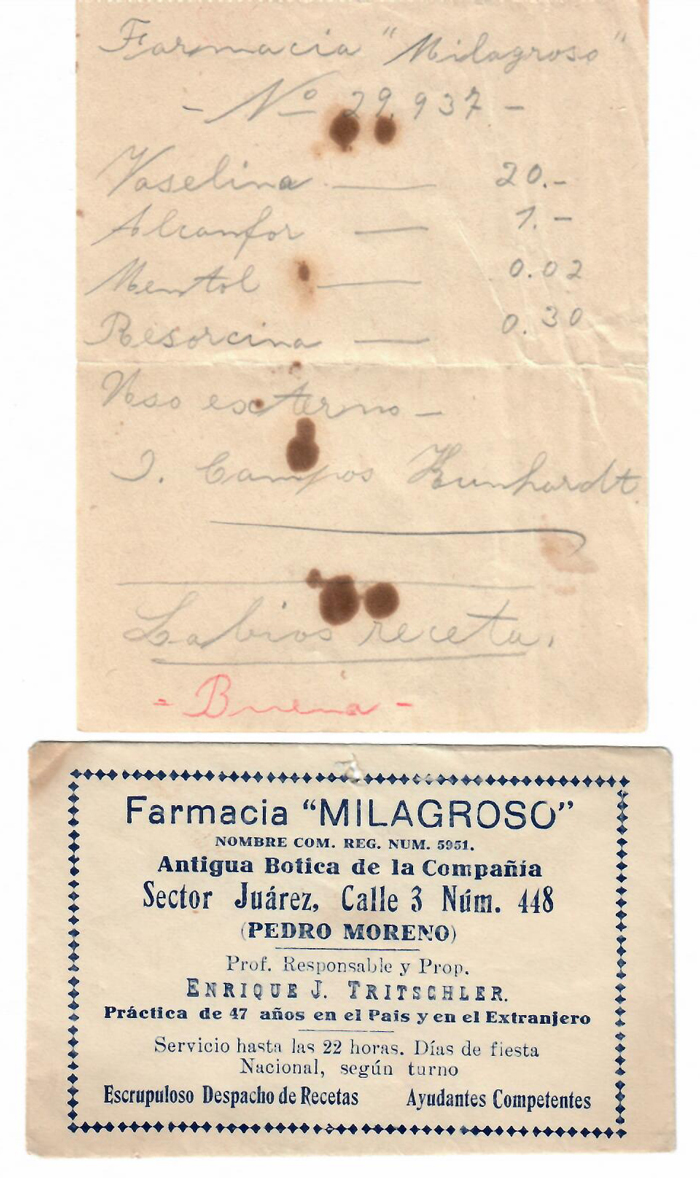 Farmacia "Milagroso"
- Nº 29.937 -
Vaselina — 20.-
Alcanfor — 1.-
Mentol — 0.02
Resorcina — 0.30
Uso externo -
J. Campos Kunhardt.
Labios receta.
- Buena -
Farmacia "MILAGROSO"
NOMBRE COM. REG. NUM. 5951.
Antigua Botica de la Compañía
Sector Juárez, Calle 3 Núm. 448
(PEDRO MORENO)
Prof. Responsable y Prop.
ENRIQUE J. TRITSCHLER.
Práctica de 47 años en el Pais y en el Extranjero
Servicio hasta las 22 horas. Días de fiesta
Nacional, según turno
Escrupuloso Despacho de Recetas Ayudantes Competentes